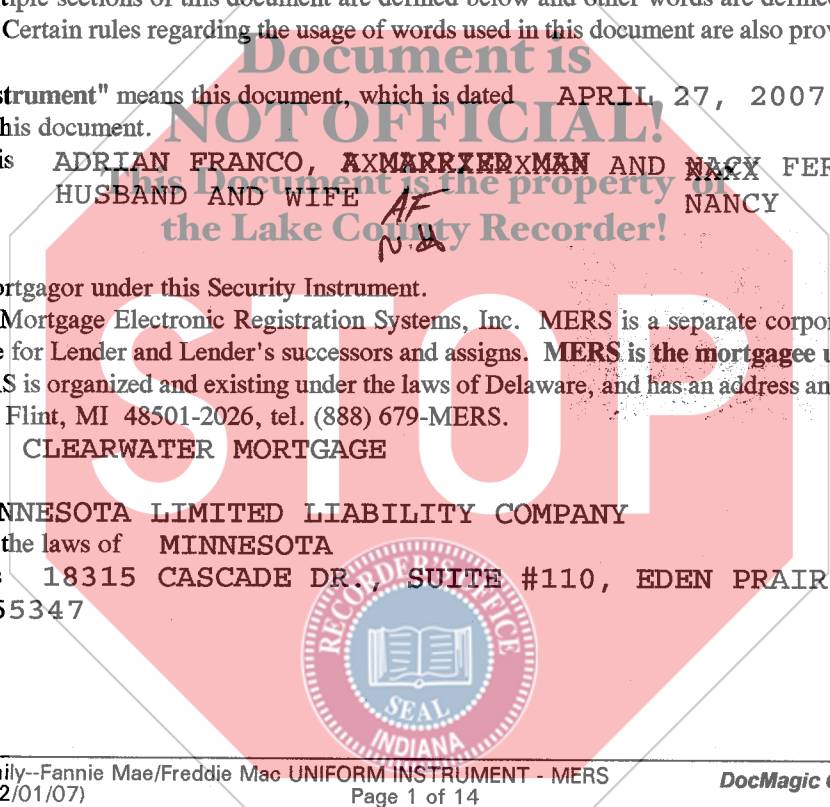 tiple sections of this document are defined below and other words are define
Certain rules regarding the usage of words used in this document are also prov
Document is
strument" means this document, which is dated APRIL 27, 2007
NOT OFFICIAL!
his document.
is ADRIAN FRANCO, A MARRIED MAN AND NACY FER
This Document is the property of
HUSBAND AND WIFE AF NANCY
the Lake County Recorder!
ortgagor under this Security Instrument.
Mortgage Electronic Registration Systems, Inc. MERS is a separate corpor
e for Lender and Lender's successors and assigns. MERS is the mortgagee u
S is organized and existing under the laws of Delaware, and has an address an
Flint, MI 48501-2026, tel. (888) 679-MERS.
STOP
CLEARWATER MORTGAGE
NNESOTA LIMITED LIABILITY COMPANY
the laws of MINNESOTA
18315 CASCADE DR., SUITE #110, EDEN PRAIR
55347
RECORDER OFFICE
SEAL
INDIANA
ily--Fannie Mae/Freddie Mac UNIFORM INSTRUMENT - MERS
2/01/07)
Page 1 of 14
DocMagic